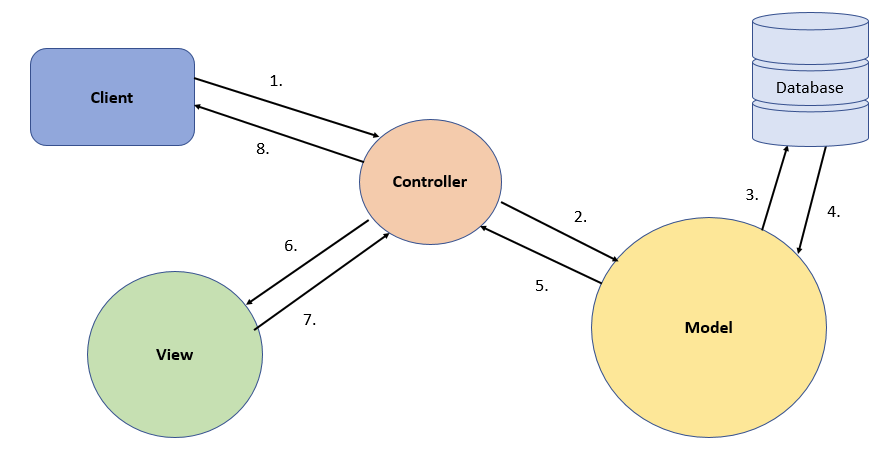 Client
1.
8.
Controller
Database
2.
3.
4.
5.
6.
7.
View
Model